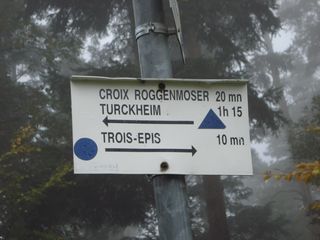 CROIX ROGGENMOSER 20 mn
TURCKHEIM 1h 15
TROIS-EPIS 10 mn